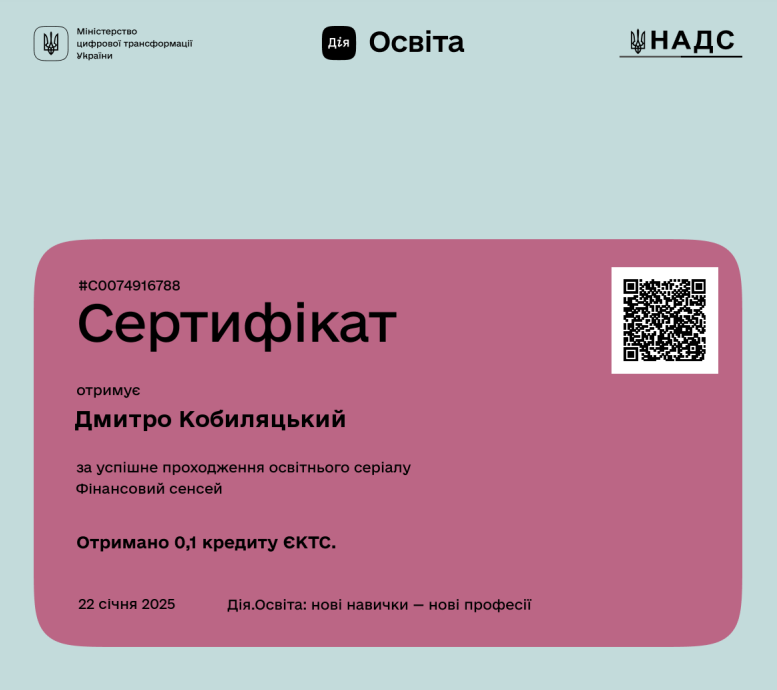 Міністерство
цифрової трансформації
України
Дія Освіта
НАДС
#C0074916788
Сертифікат
отримує
Дмитро Кобиляцький
за успішне проходження освітнього серіалу
Фінансовий сенсей
Отримано 0,1 кредиту ЄКТС.
22 січня 2025
Дія.Освіта: нові навички — нові професії